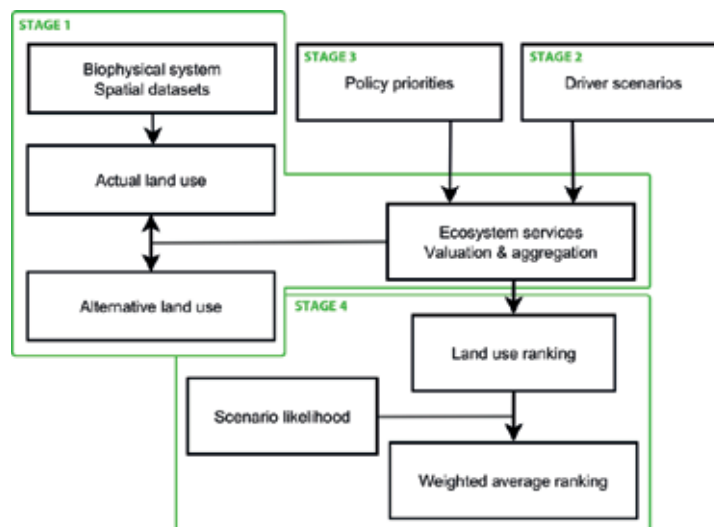 STAGE 1
Biophysical system
Spatial datasets
STAGE 3
Policy priorities
STAGE 2
Driver scenarios
Actual land use
Ecosystem services
Valuation & aggregation
Alternative land use
STAGE 4
Land use ranking
Scenario likelihood
Weighted average ranking